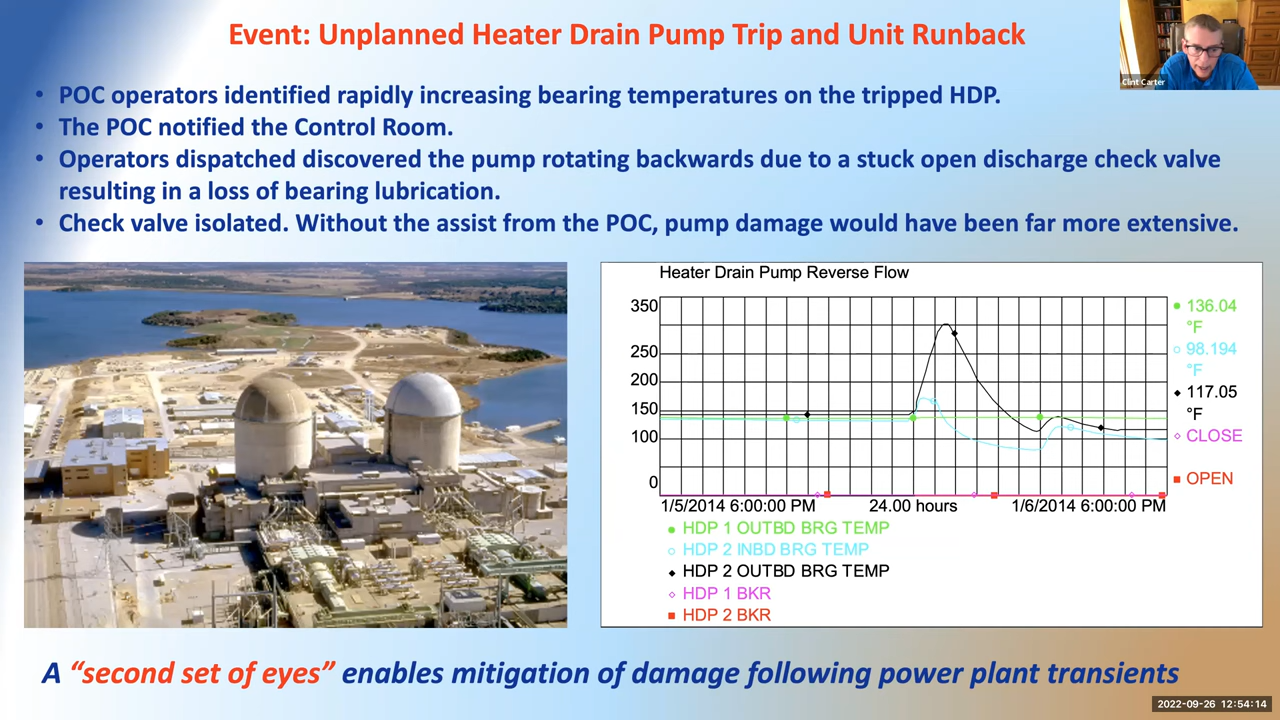 Event: Unplanned Heater Drain Pump Trip and Unit Runback
Clint Carter
• POC operators identified rapidly increasing bearing temperatures on the tripped HDP.
• The POC notified the Control Room.
• Operators dispatched discovered the pump rotating backwards due to a stuck open discharge check valve
resulting in a loss of bearing lubrication.
• Check valve isolated. Without the assist from the POC, pump damage would have been far more extensive.
Heater Drain Pump Reverse Flow
350
250
200
150
100
0
136.04
°F
98.194
°F
117.05
°F
CLOSE
OPEN
1/5/2014 6:00:00 PM 24.00 hours 1/6/2014 6:00:00 PM
HDP 1 OUTBD BRG TEMP
HDP 2 INBD BRG TEMP
HDP 2 OUTBD BRG TEMP
HDP 1 BKR
HDP 2 BKR
A “second set of eyes” enables mitigation of damage following power plant transients
2022-09-26 12:54:14